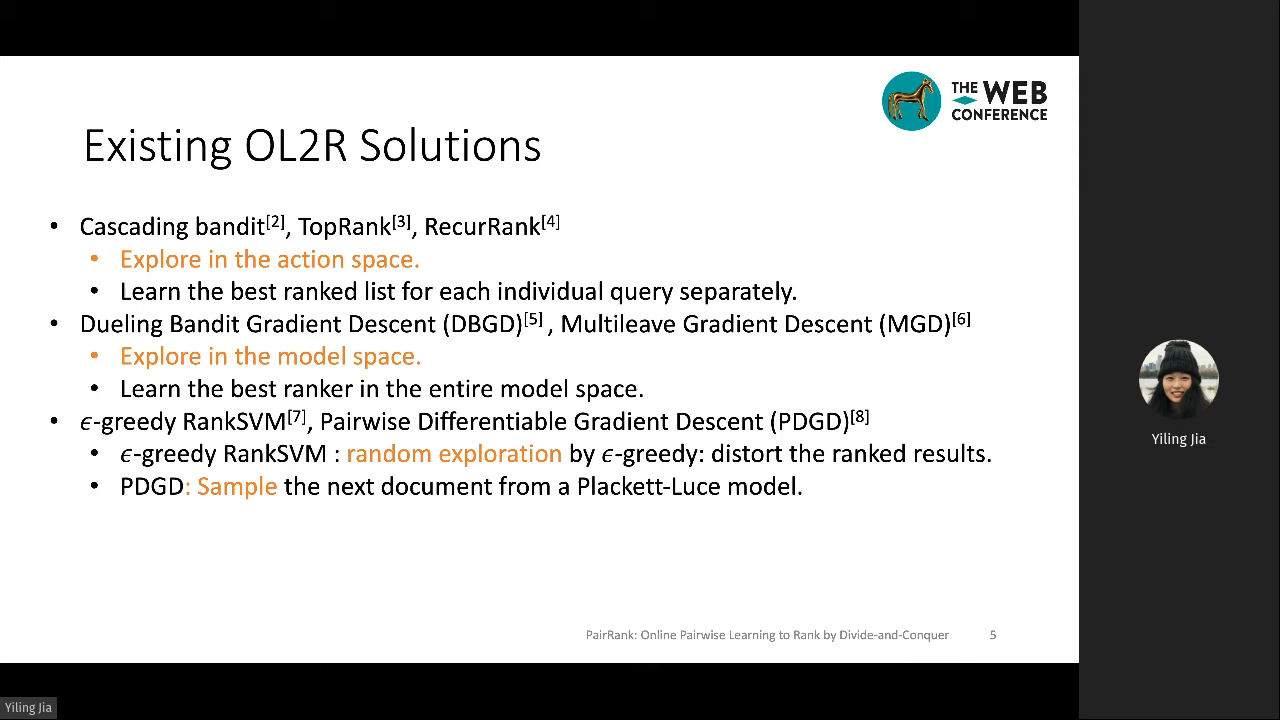 THE WEB
CONFERENCE
Existing OL2R Solutions
• Cascading bandit[2], TopRank[3], RecurRank[4]
• Explore in the action space.
• Learn the best ranked list for each individual query separately.
• Dueling Bandit Gradient Descent (DBGD)[5] , Multileave Gradient Descent (MGD)[6]
• Explore in the model space.
• Learn the best ranker in the entire model space.
• ϵ-greedy RankSVM[7], Pairwise Differentiable Gradient Descent (PDGD)[8]
• ϵ-greedy RankSVM : random exploration by ϵ-greedy: distort the ranked results.
• PDGD: Sample the next document from a Plackett-Luce model.
Yiling Jia
PairRank: Online Pairwise Learning to Rank by Divide-and-Conquer 5
Yiling Jia